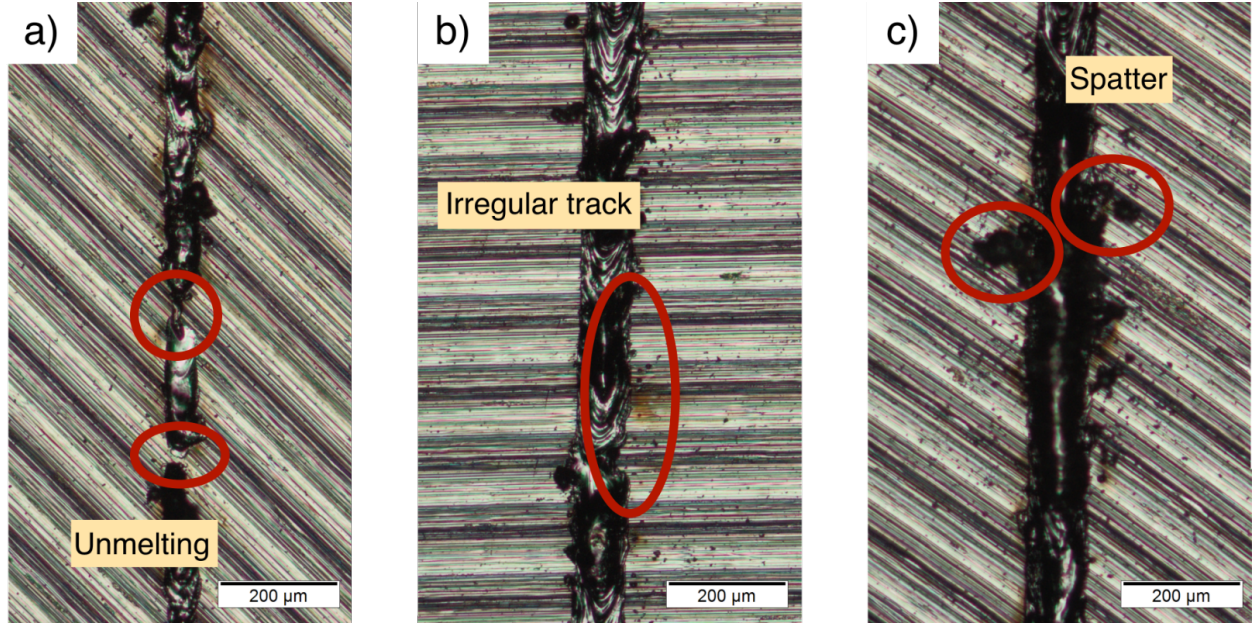 a)
Unmelting
200 µm
b)
Irregular track
200 µm
c)
Spatter
200 µm